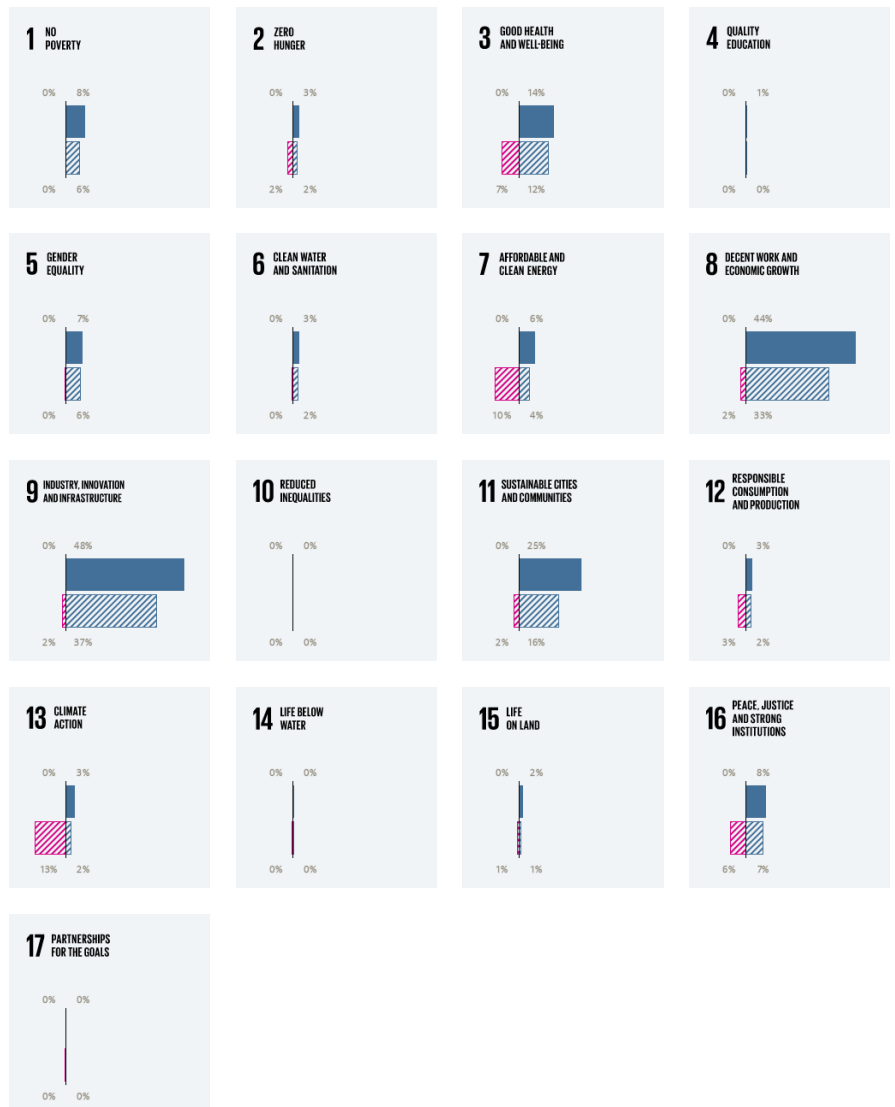 1 NO
POVERTY
0% 8%
0% 6%
2 ZERO
HUNGER
0% 3%
2% 2%
3 GOOD HEALTH
AND WELL-BEING
0% 14%
7% 12%
4 QUALITY
EDUCATION
0% 1%
0% 0%
5 GENDER
EQUALITY
0% 7%
0% 6%
6 CLEAN WATER
AND SANITATION
0% 3%
0% 2%
7 AFFORDABLE AND
CLEAN ENERGY
0% 6%
10% 4%
8 DECENT WORK AND
ECONOMIC GROWTH
0% 44%
2% 33%
9 INDUSTRY, INNOVATION
AND INFRASTRUCTURE
0% 48%
2% 37%
10 REDUCED
INEQUALITIES
0% 0%
0% 0%
11 SUSTAINABLE CITIES
AND COMMUNITIES
0% 25%
2% 16%
12 RESPONSIBLE
CONSUMPTION
AND PRODUCTION
0% 3%
3% 2%
13 CLIMATE
ACTION
0% 3%
13% 2%
14 LIFE BELOW
WATER
0% 0%
0% 0%
15 LIFE
ON LAND
0% 2%
1% 1%
16 PEACE, JUSTICE
AND STRONG
INSTITUTIONS
0% 8%
6% 7%
17 PARTNERSHIPS
FOR THE GOALS
0% 0%
0% 0%